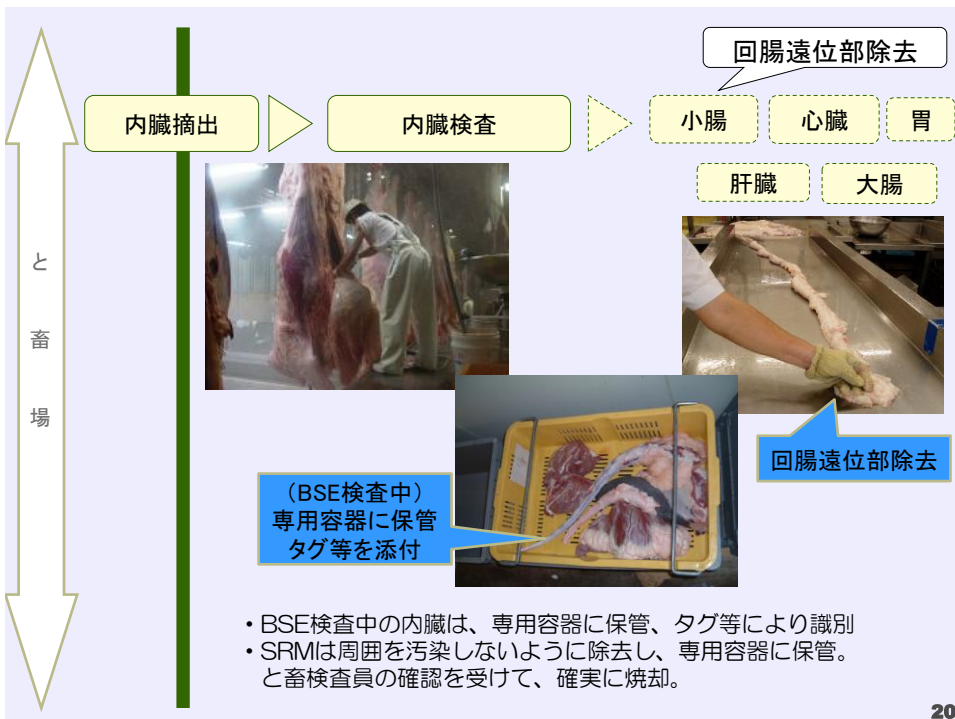 回腸遠位部除去
内臓摘出
内臓検査
小腸
心臓
胃
肝臓
大腸
と
畜
場
回腸遠位部除去
(BSE検査中)
専用容器に保管
タグ等を添付
・BSE検査中の内臓は、専用容器に保管、タグ等により識別
・SRMは周囲を汚染しないように除去し、専用容器に保管。
と畜検査員の確認を受けて、確実に焼却。
20